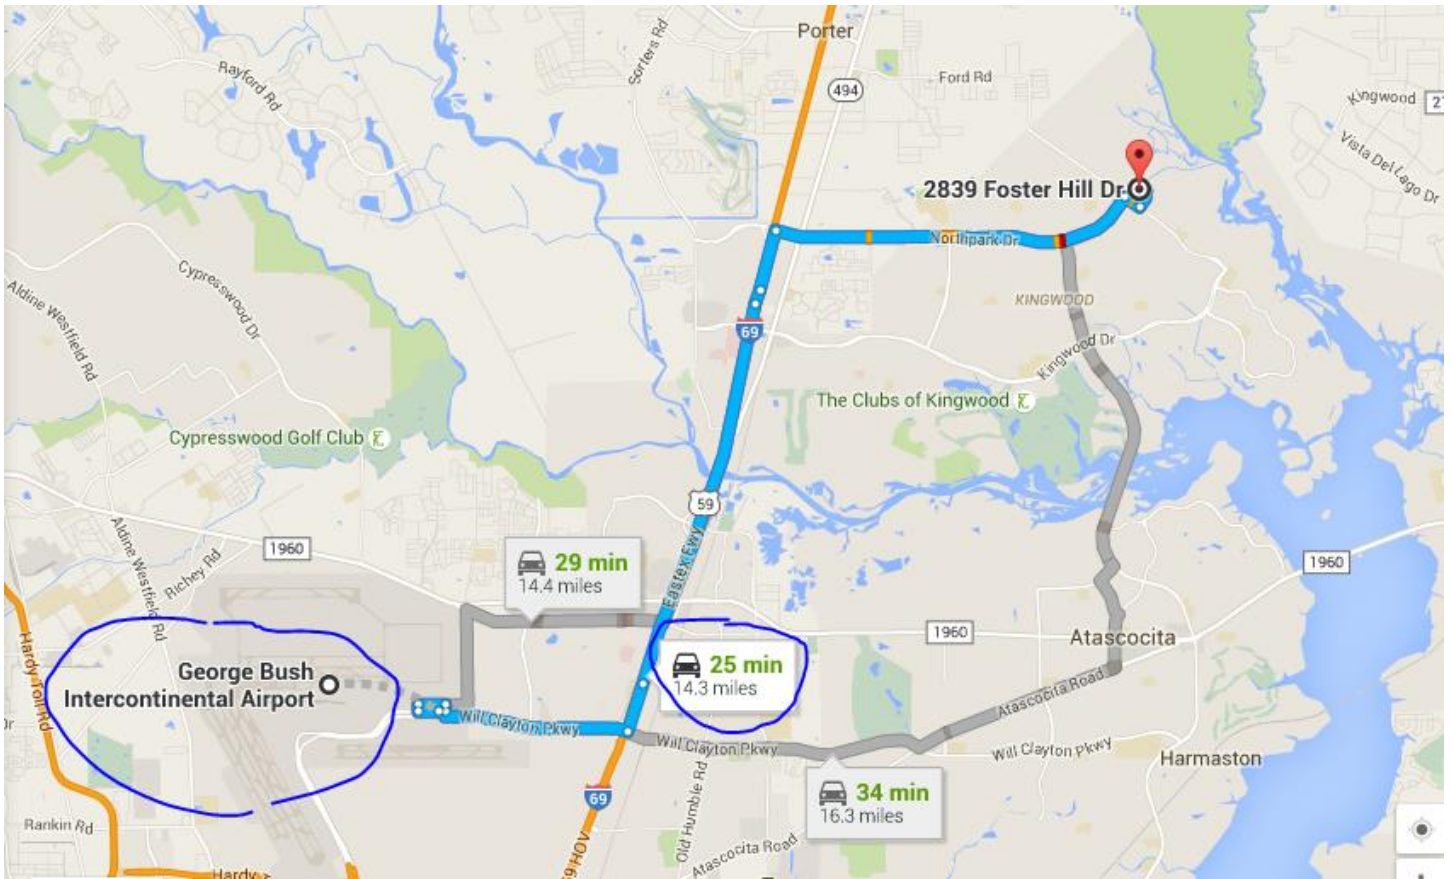 Porter
Sorters Rd
Rayford Rd
494
Ford Rd
Kingwood
Vista Del Lago Dr
2839 Foster Hill Dr
Northpark Dr
Cypresswood Dr
Aldine Westfield Rd
KINGWOOD
69
Kingwood Dr
The Clubs of Kingwood
Cypresswood Golf Club
59
Eastex Fwy
1960
Aldine Westfield Rd
Richey Rd
29 min
14.4 miles
1960
1960
Atascocita
Hardy Toll Rd
George Bush
Intercontinental Airport
25 min
14.3 miles
Atascocita Road
Will Clayton Pkwy
Will Clayton Pkwy
Will Clayton Pkwy
Harmaston
34 min
16.3 miles
69
Old Humble Rd
Rankin Rd
Atascocita Road
Hardy
HOV